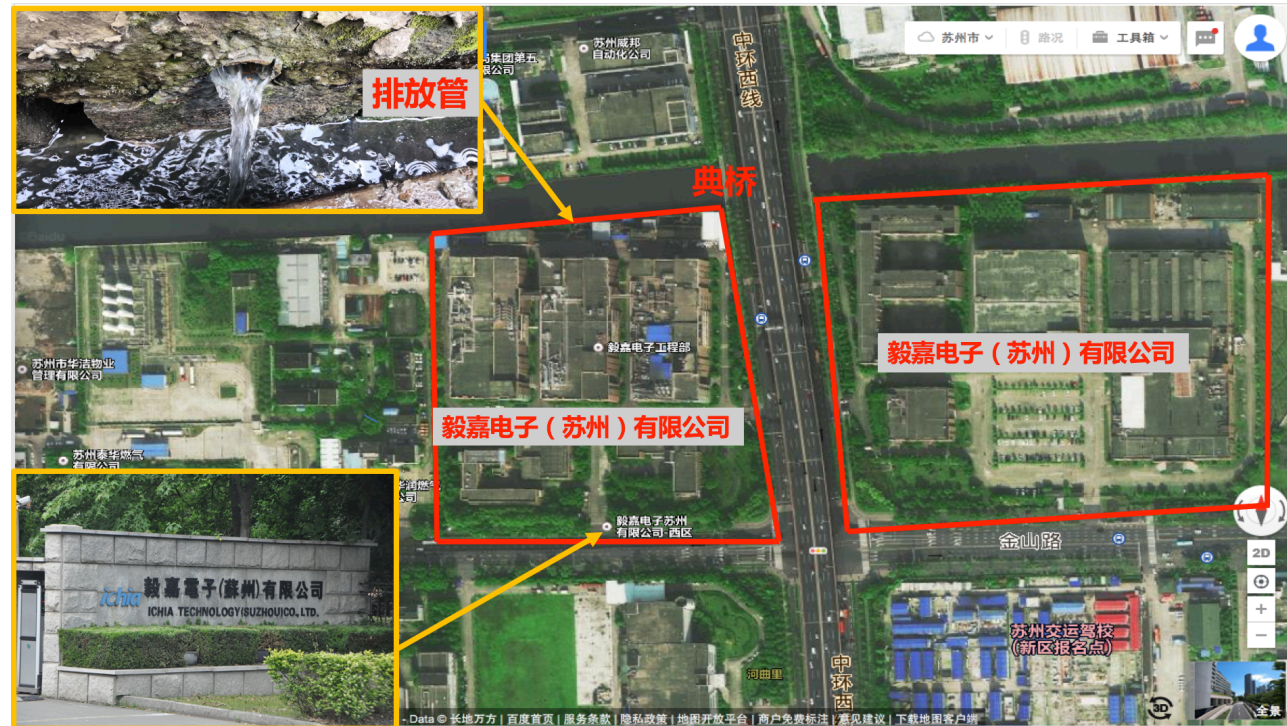 排放管
苏州威邦
自动化公司
局集团第五
限公司
中环西线
苏州市
路况
工具箱
典桥
毅嘉电子工程部
毅嘉电子（苏州）有限公司
毅嘉电子（苏州）有限公司
苏州市华洁物业
管理有限公司
苏州泰华燃气
有限公司
华润燃气
公司
毅嘉电子苏州
有限公司-西区
金山路
ichia
毅嘉電子(蘇州)有限公司
ICHIA TECHNOLOGY(SUZHOU)CO.,LTD.
苏州交运驾校
(新区报名点)
河曲里
中环西
2D
3D
全景
- Data © 长地万方 | 百度首页 | 服务条款 | 隐私政策 | 地图开放平台 | 商户免费标注 | 意见建议 | 下载地图客户端